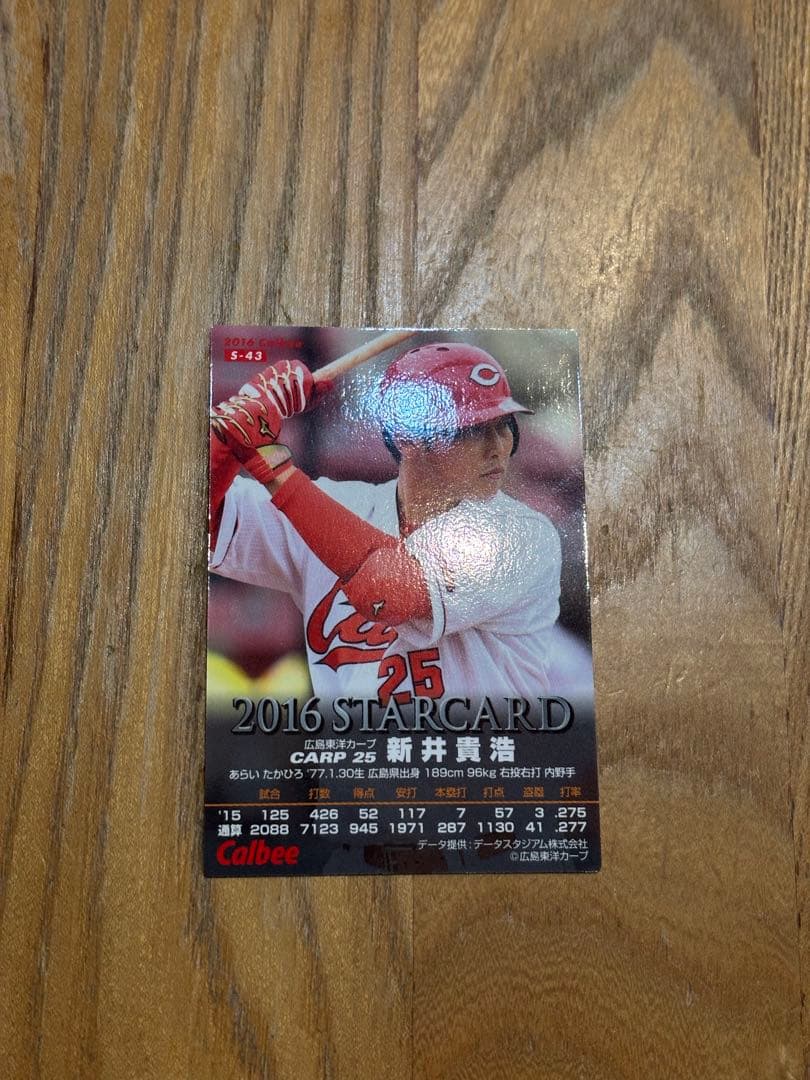 2016 Calbee
S-43
C
25
2016 STARCARD
広島東洋カープ
CARP 25 新井貴浩
あらい たかひろ '77.1.30生 広島県出身 189cm 96kg 右投右打 内野手
試合 打数 得点 安打 本塁打 打点 盗塁 打率
'15 125 426 52 117 7 57 3 .275
通算 2088 7123 945 1971 287 1130 41 .277
Calbee
データ提供:データスタジアム株式会社
©広島東洋カープ